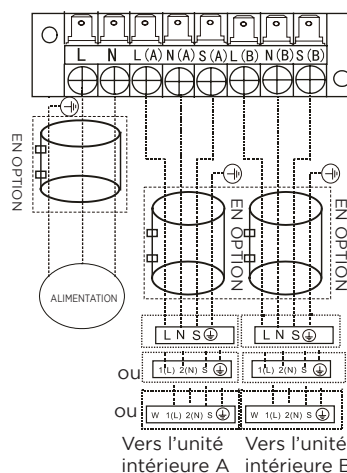 L N L(A) N(A) S(A) L(B) N(B) S(B)
EN OPTION
EN OPTION
EN OPTION
ALIMENTATION
L N S
L N S
ou 1(L) 2(N) S
1(L) 2(N) S
ou W 1(L) 2(N) S
W 1(L) 2(N) S
Vers l'unité
intérieure A
Vers l'unité
intérieure B